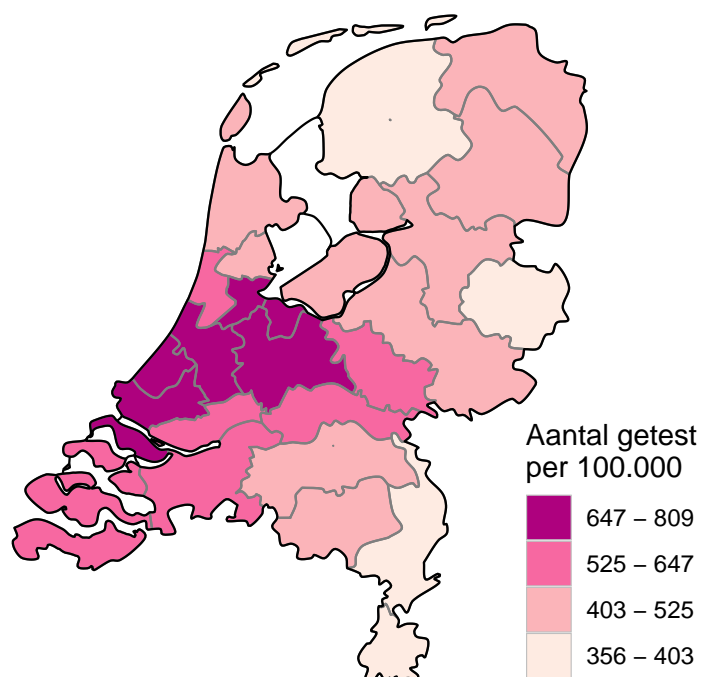 Aantal getest
per 100.000
647 – 809
525 – 647
403 – 525
356 – 403